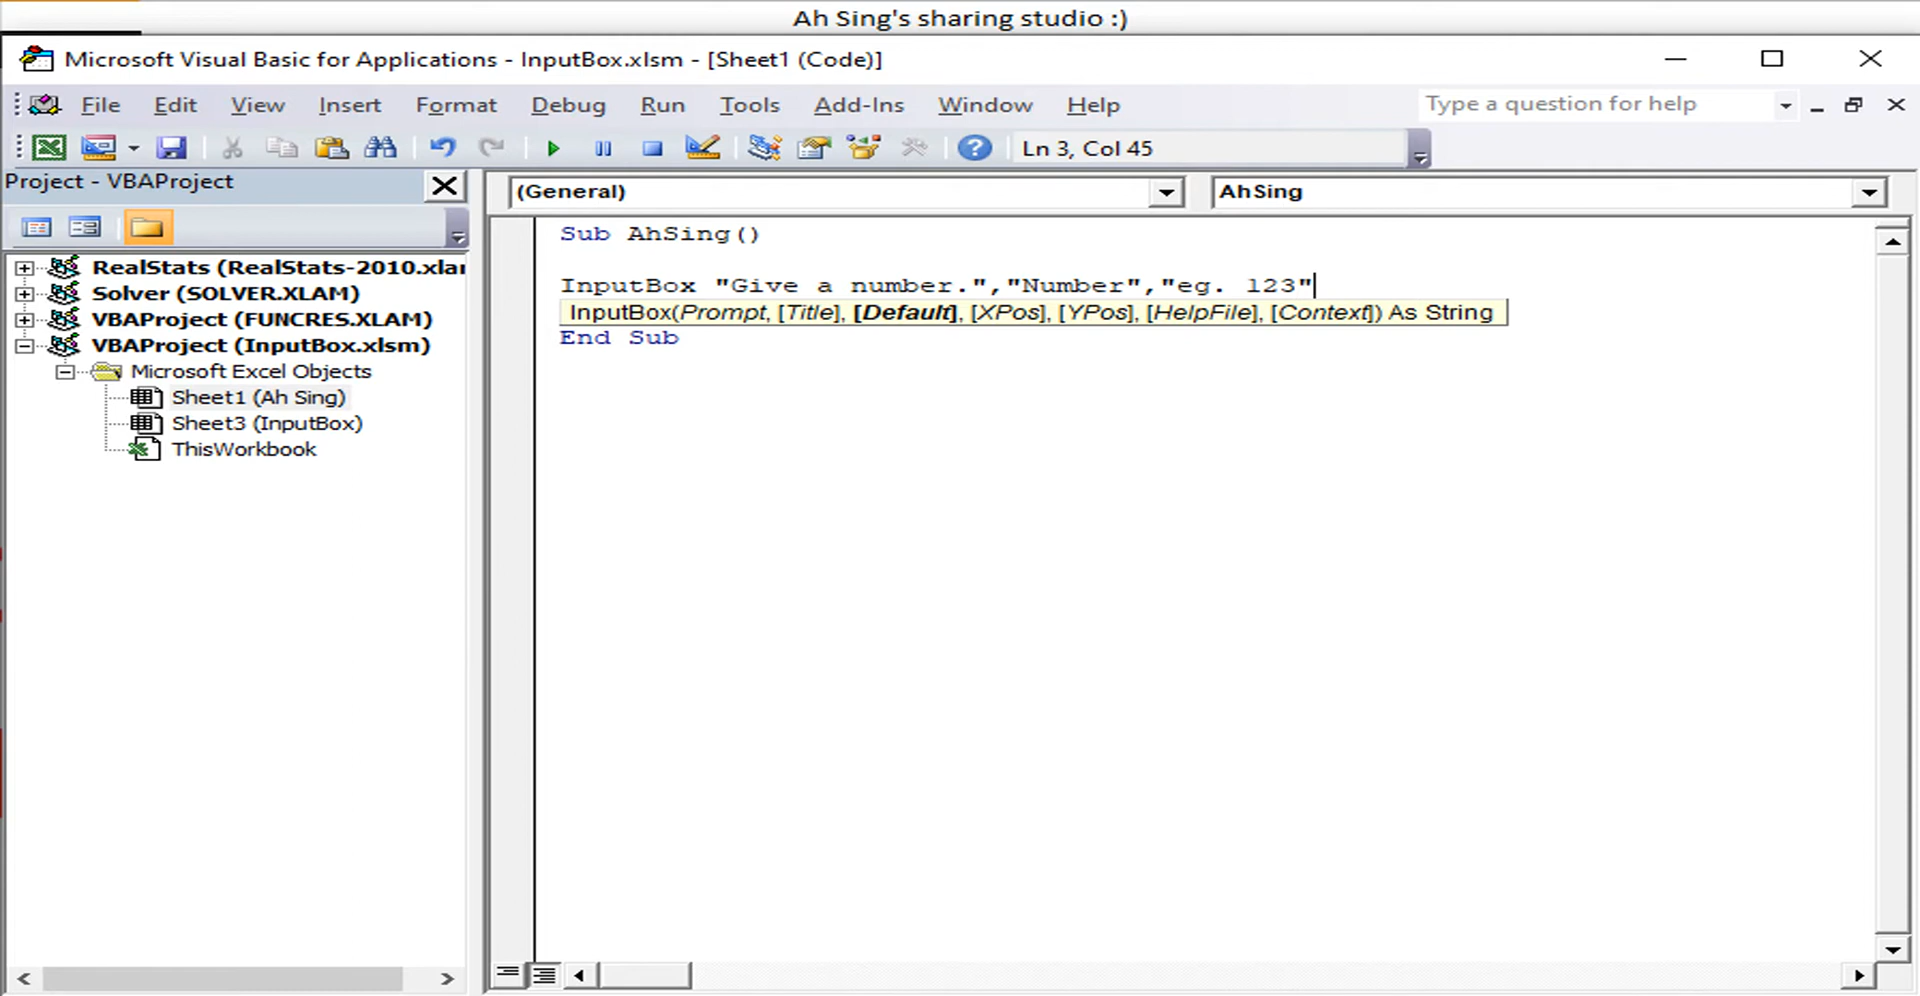 Ah Sing's sharing studio :)
Microsoft Visual Basic for Applications - InputBox.xlsm - [Sheet1 (Code)]
File Edit View Insert Format Debug Run Tools Add-Ins Window Help Type a question for help
Ln 3, Col 45
Project - VBAProject
(General) AhSing
RealStats (RealStats-2010.xlar
Solver (SOLVER.XLAM)
VBAProject (FUNCRES.XLAM)
VBAProject (InputBox.xlsm)
Microsoft Excel Objects
Sheet1 (Ah Sing)
Sheet3 (InputBox)
ThisWorkbook
Sub AhSing()
InputBox "Give a number.","Number","eg. 123"
InputBox(Prompt, [Title], [Default], [XPos], [YPos], [HelpFile], [Context]) As String
End Sub